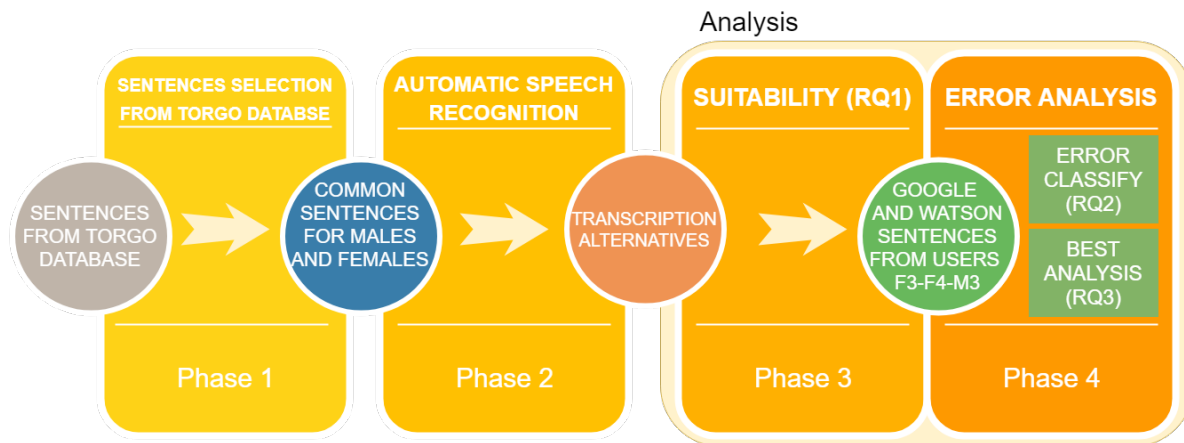 Analysis
SENTENCES SELECTION
FROM TORGO DATABSE
AUTOMATIC SPEECH
RECOGNITION
SUITABILITY (RQ1)
ERROR ANALYSIS
SENTENCES
FROM TORGO
DATABASE
COMMON
SENTENCES
FOR MALES
AND FEMALES
TRANSCRIPTION
ALTERNATIVES
GOOGLE
AND WATSON
SENTENCES
FROM USERS
F3-F4-M3
ERROR
CLASSIFY
(RQ2)
BEST
ANALYSIS
(RQ3)
Phase 1
Phase 2
Phase 3
Phase 4